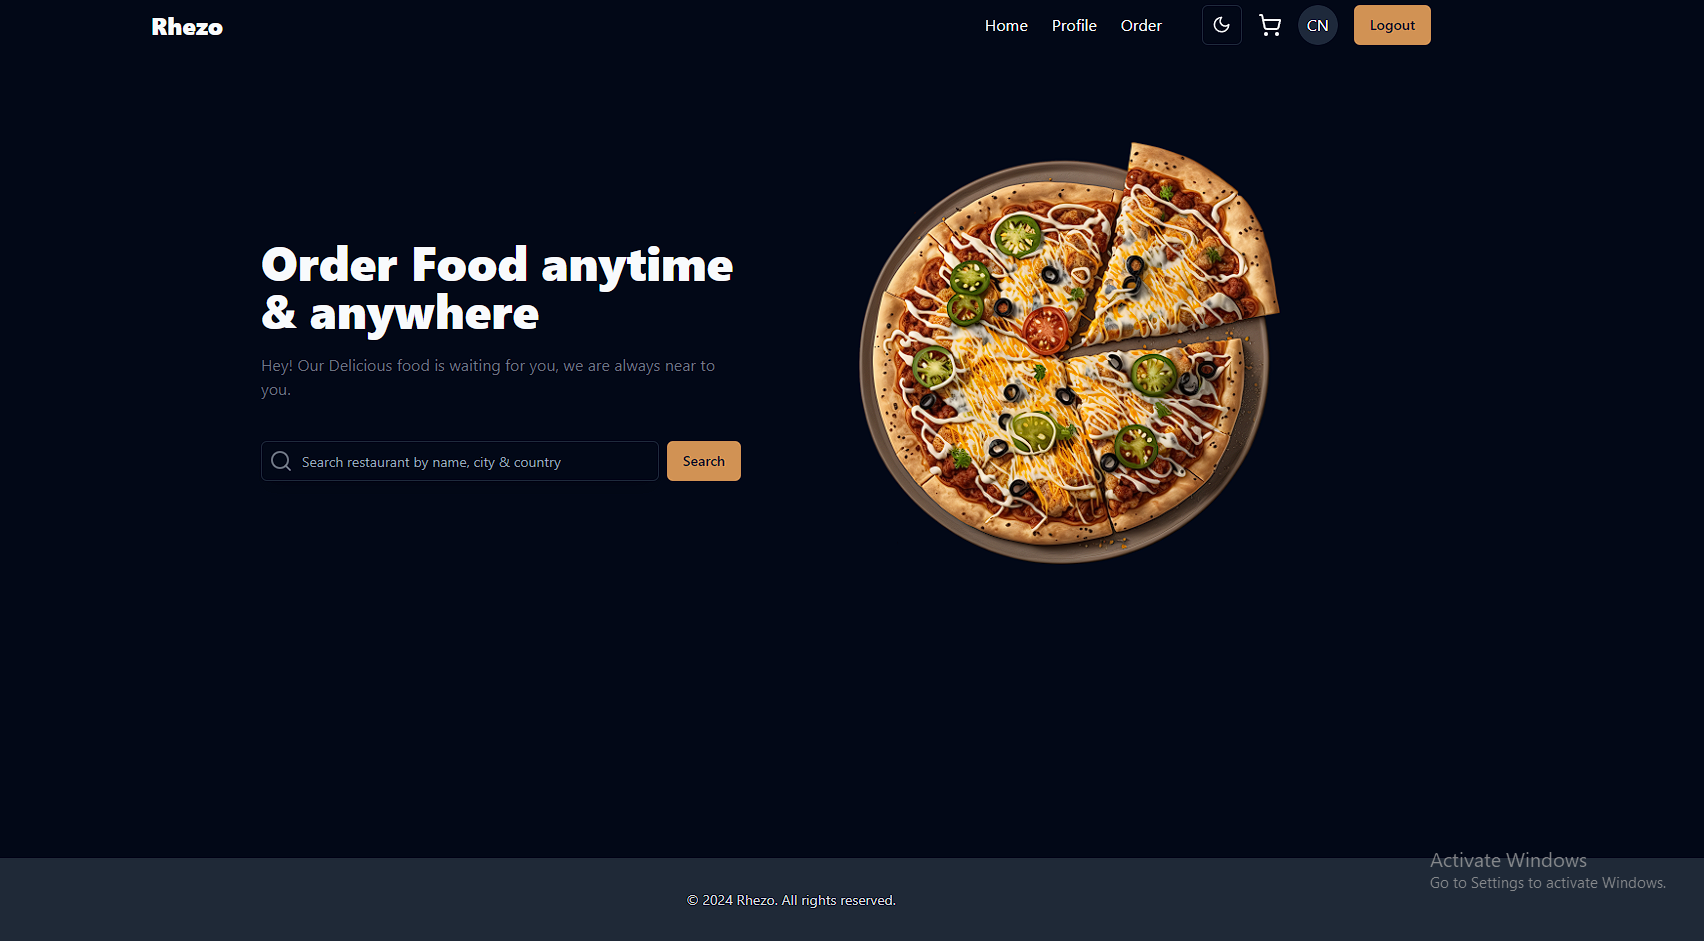 Rhezo
Home Profile Order CN Logout
Order Food anytime
& anywhere
Hey! Our Delicious food is waiting for you, we are always near to
you.
Search restaurant by name, city & country Search
Activate Windows
Go to Settings to activate Windows.
© 2024 Rhezo. All rights reserved.